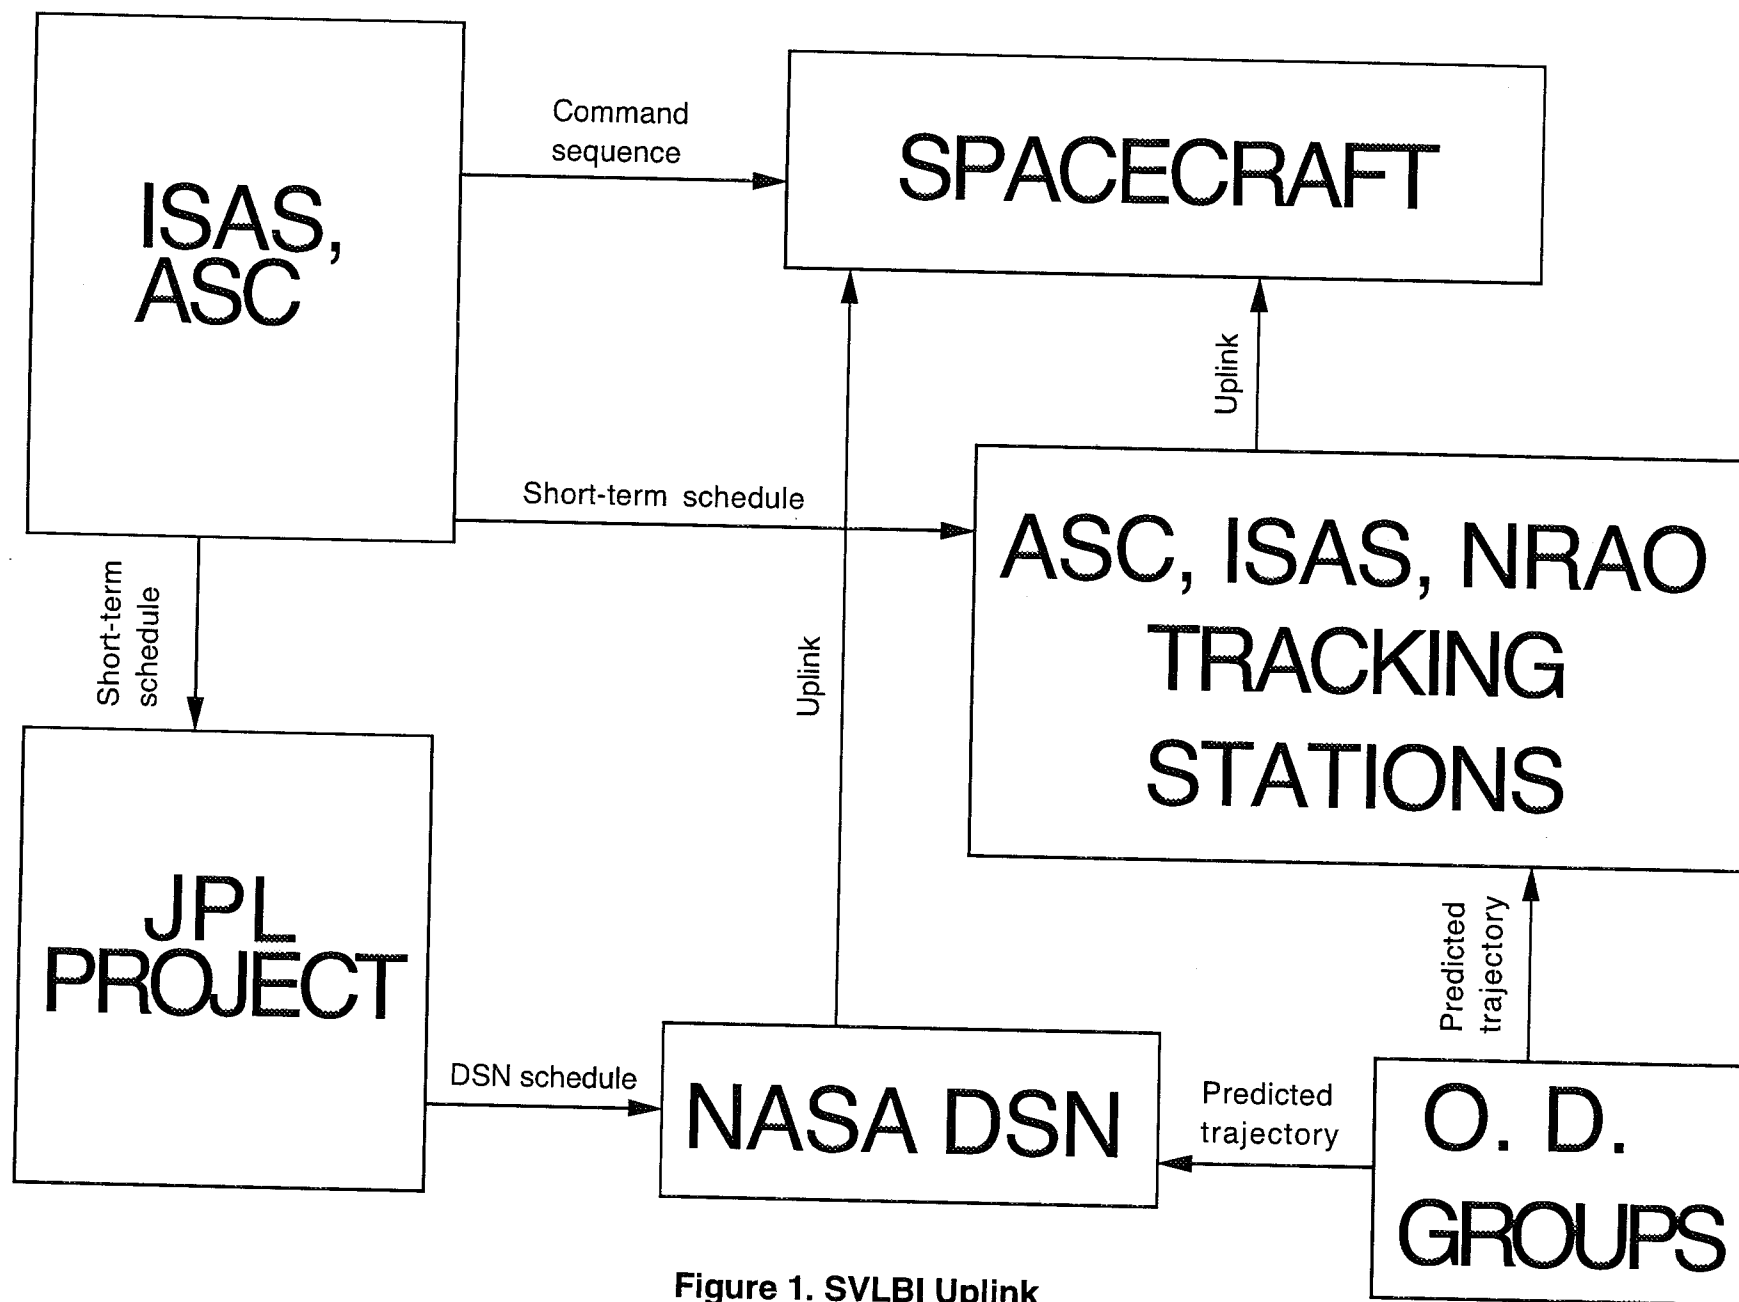 ISAS,
ASC
Command
sequence
SPACECRAFT
Uplink
Short-term schedule
ASC, ISAS, NRAO
TRACKING
STATIONS
Short-term
schedule
Uplink
JPL
PROJECT
Predicted
trajectory
DSN schedule
NASA DSN
Predicted
trajectory
O. D.
GROUPS
Figure 1. SVLBI Uplink